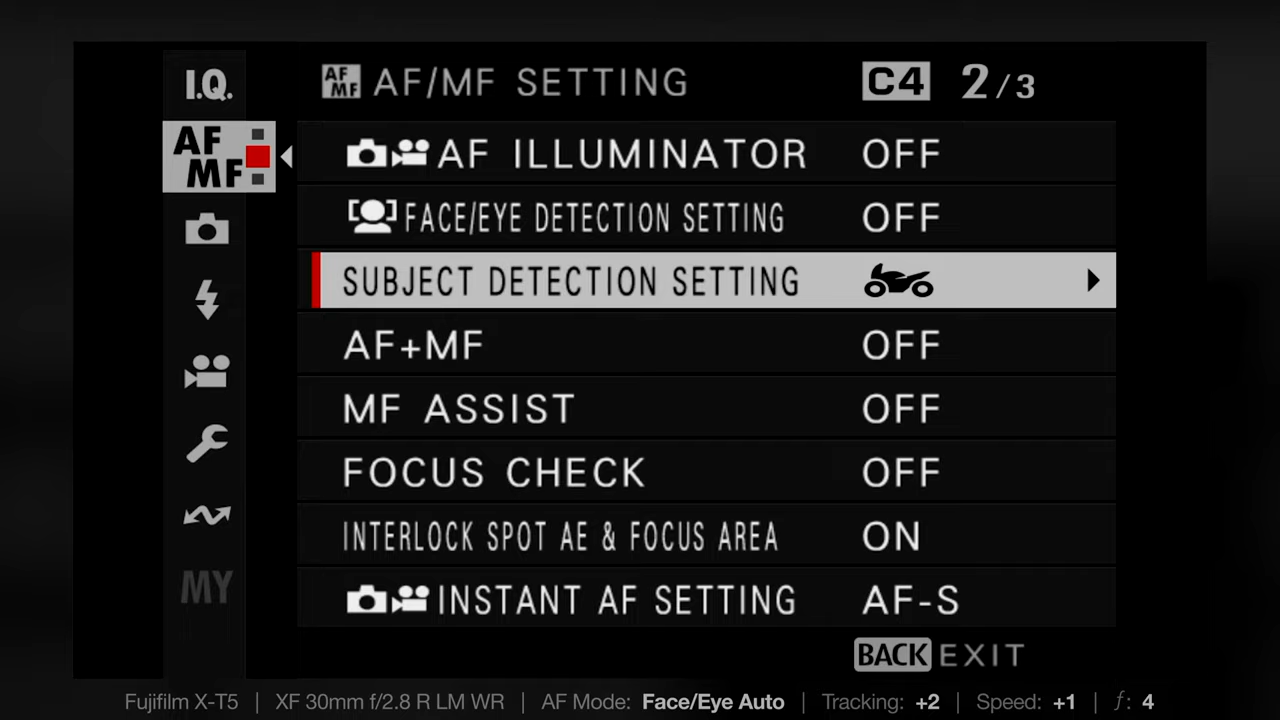 I.Q.
AF/MF SETTING C4 2/3
AF MF
AF ILLUMINATOR OFF
FACE/EYE DETECTION SETTING OFF
SUBJECT DETECTION SETTING
AF+MF OFF
MF ASSIST OFF
FOCUS CHECK OFF
INTERLOCK SPOT AE & FOCUS AREA ON
INSTANT AF SETTING AF-S
MY
BACK EXIT
Fujifilm X-T5 | XF 30mm f/2.8 R LM WR | AF Mode: Face/Eye Auto | Tracking: +2 | Speed: +1 | ƒ: 4